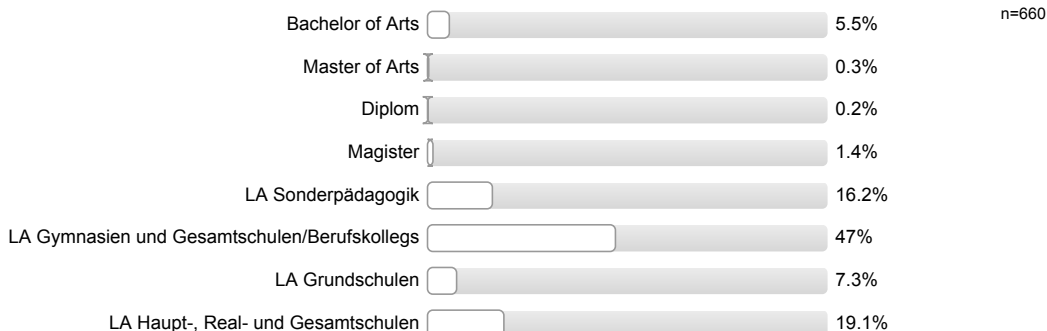 Bachelor of Arts 5.5% n=660
Master of Arts 0.3%
Diplom 0.2%
Magister 1.4%
LA Sonderpädagogik 16.2%
LA Gymnasien und Gesamtschulen/Berufskollegs 47%
LA Grundschulen 7.3%
LA Haupt-, Real- und Gesamtschulen 19.1%